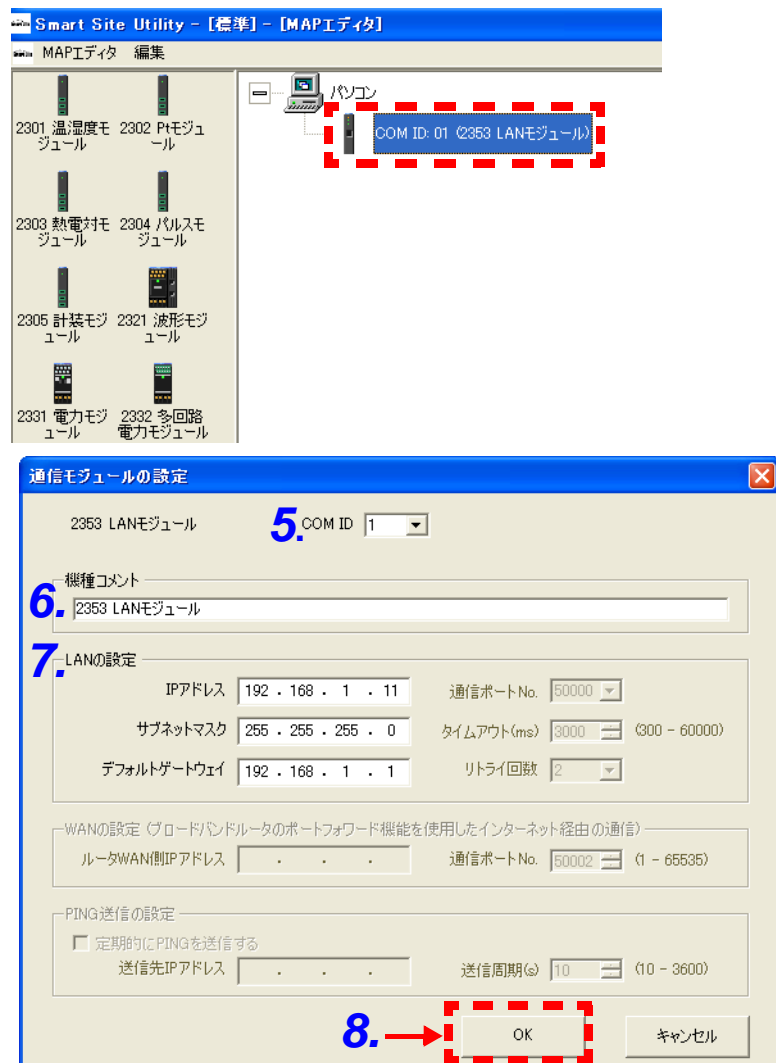 Smart Site Utility - [標準] - [MAPエディタ]
MAPエディタ 編集
2301 温湿度モ
ジュール
2302 Ptモジュ
ール
2303 熱電対モ
ジュール
2304 パルスモ
ジュール
2305 計装モジ
ュール
2321 波形モジ
ュール
2331 電力モジ
ュール
2332 多回路
電力モジュール
パソコン
COM ID: 01 (2353 LANモジュール)
通信モジュールの設定
2353 LANモジュール
5. COM ID 1
機種コメント
6. 2353 LANモジュール
7. LANの設定
IPアドレス 192 . 168 . 1 . 11 通信ポートNo. 50000
サブネットマスク 255 . 255 . 255 . 0 タイムアウト(ms) 3000 (300 - 60000)
デフォルトゲートウェイ 192 . 168 . 1 . 1 リトライ回数 2
WANの設定 (ブロードバンドルータのポートフォワード機能を使用したインターネット経由の通信)
ルータWAN側IPアドレス . . . 通信ポートNo. 50002 (1 - 65535)
PING送信の設定
定期的にPINGを送信する
送信先IPアドレス . . . 送信周期(s) 10 (10 - 3600)
8. OK キャンセル